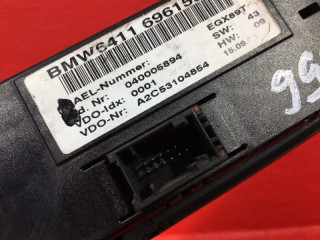 BMW6411 6961
AEL-Nummer:
d. Nr: 040005894
VDO-Idx: 0001
VDO-Nr: A2C53104854
EGX89T
SW: 43
HW: 09
15.09